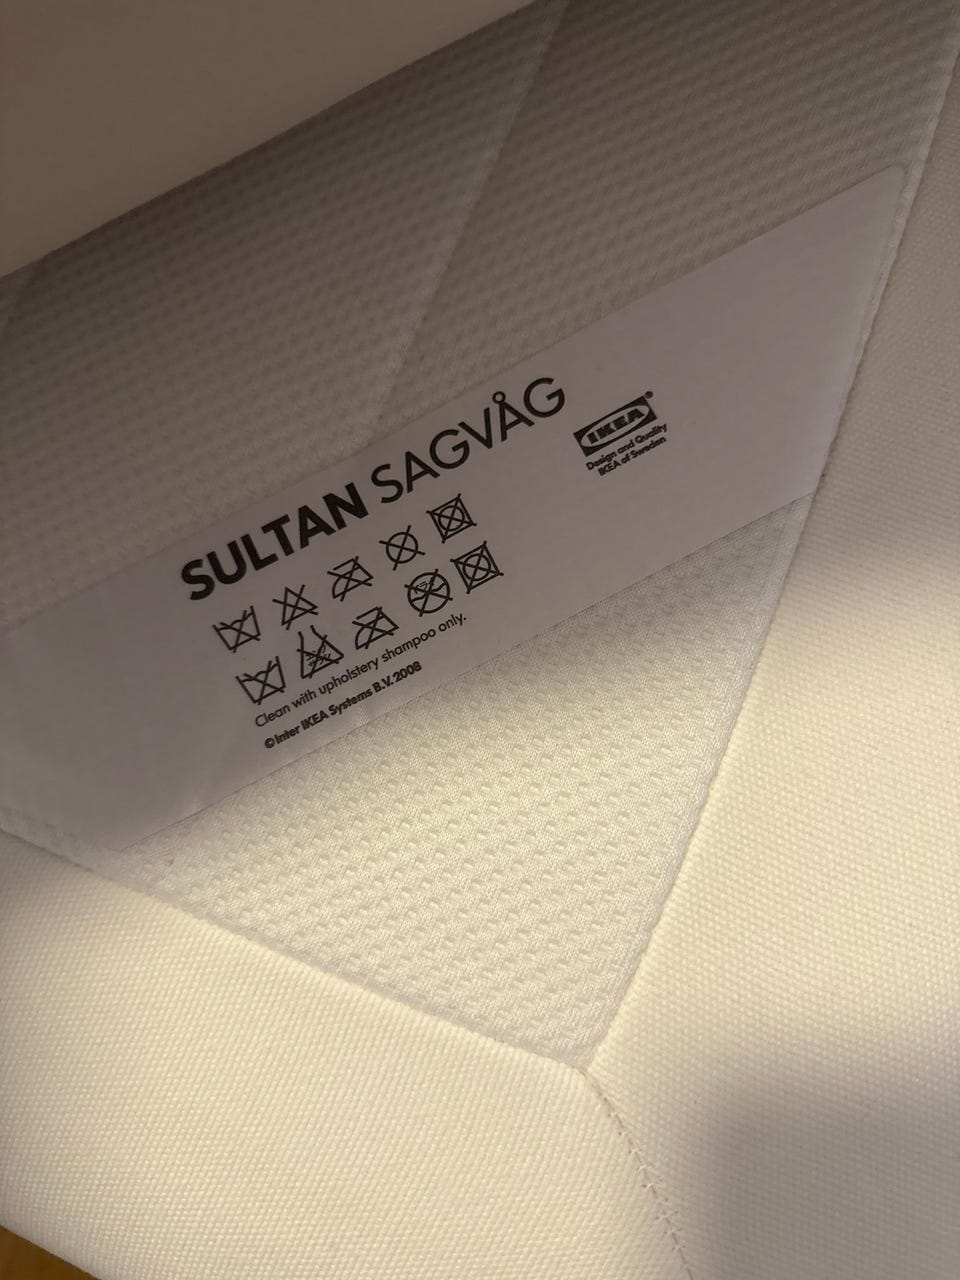 SULTAN SAGVÅG
IKEA®
Design and Quality
IKEA of Sweden
Clean with upholstery shampoo only.
©Inter IKEA Systems B.V. 2008